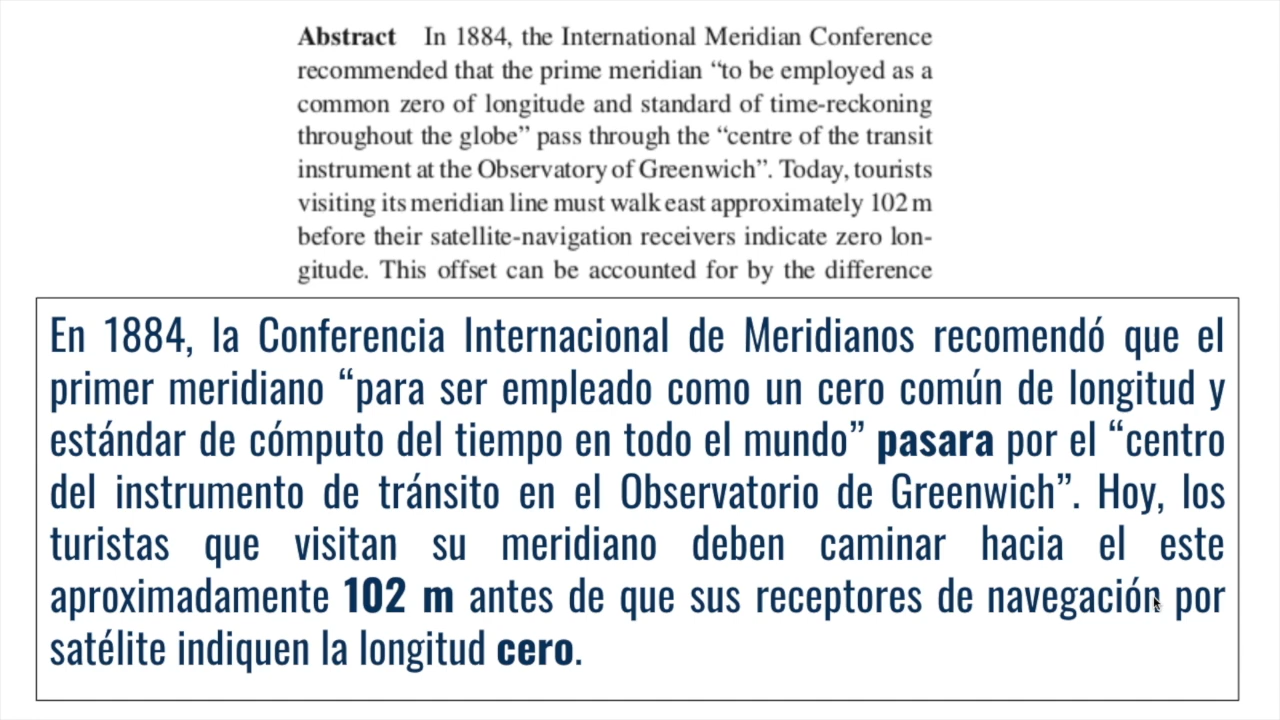 Abstract In 1884, the International Meridian Conference
recommended that the prime meridian “to be employed as a
common zero of longitude and standard of time-reckoning
throughout the globe” pass through the “centre of the transit
instrument at the Observatory of Greenwich”. Today, tourists
visiting its meridian line must walk east approximately 102 m
before their satellite-navigation receivers indicate zero lon-
gitude. This offset can be accounted for by the difference
En 1884, la Conferencia Internacional de Meridianos recomendó que el
primer meridiano “para ser empleado como un cero común de longitud y
estándar de cómputo del tiempo en todo el mundo” pasara por el “centro
del instrumento de tránsito en el Observatorio de Greenwich”. Hoy, los
turistas que visitan su meridiano deben caminar hacia el este
aproximadamente 102 m antes de que sus receptores de navegación por
satélite indiquen la longitud cero.